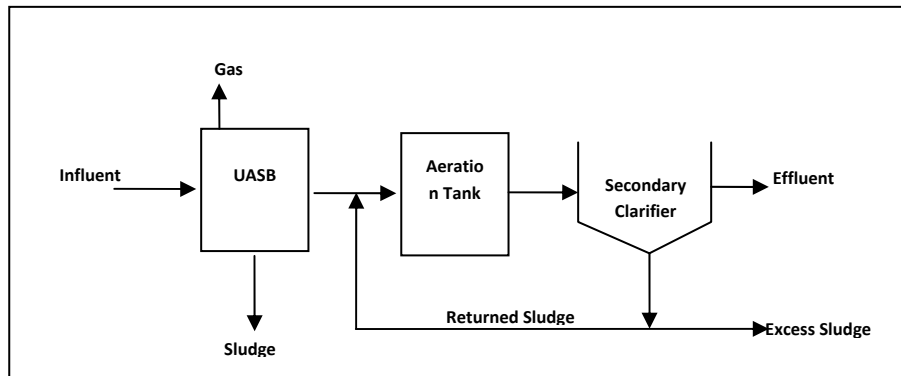 Gas
Influent
UASB
Aeratio
n Tank
Secondary
Clarifier
Effluent
Returned Sludge
Excess Sludge
Sludge